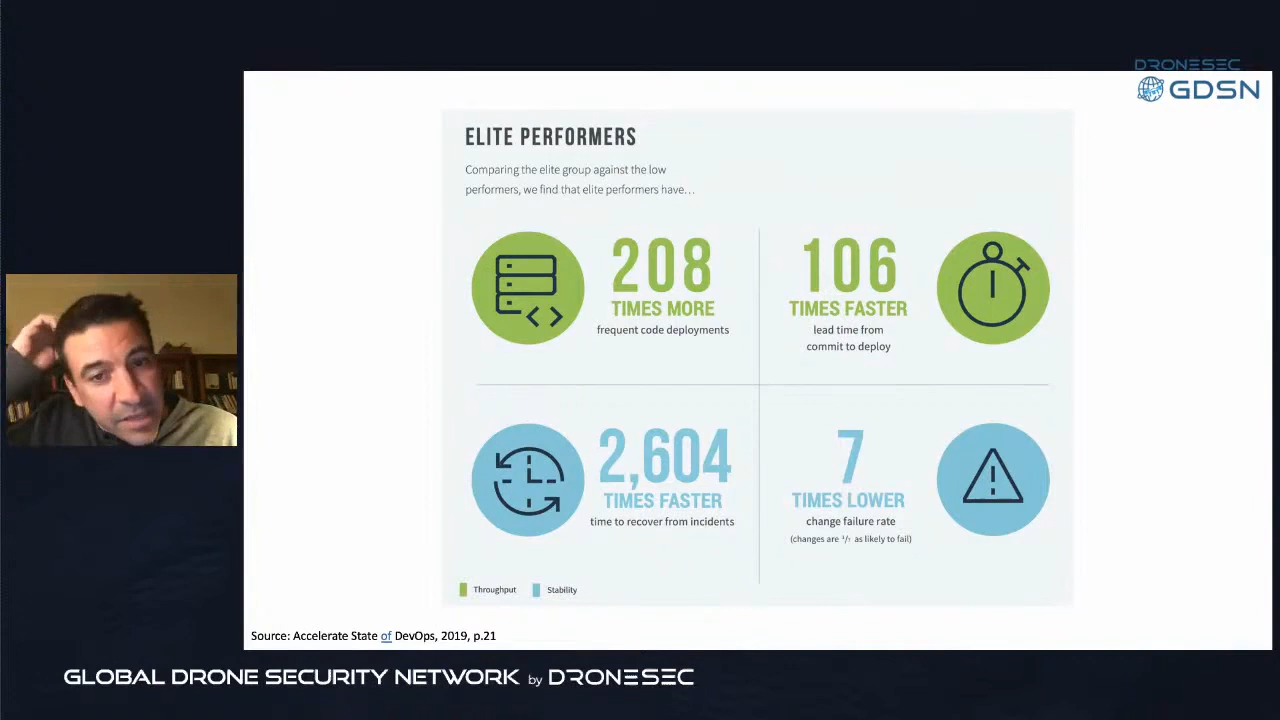 DRONESEC
GDSN
ELITE PERFORMERS
Comparing the elite group against the low
performers, we find that elite performers have…
208
TIMES MORE
frequent code deployments
106
TIMES FASTER
lead time from
commit to deploy
2,604
TIMES FASTER
time to recover from incidents
7
TIMES LOWER
change failure rate
(changes are 1/7 as likely to fail)
Throughput
Stability
Source: Accelerate State of DevOps, 2019, p.21
GLOBAL DRONE SECURITY NETWORK by DRONESEC